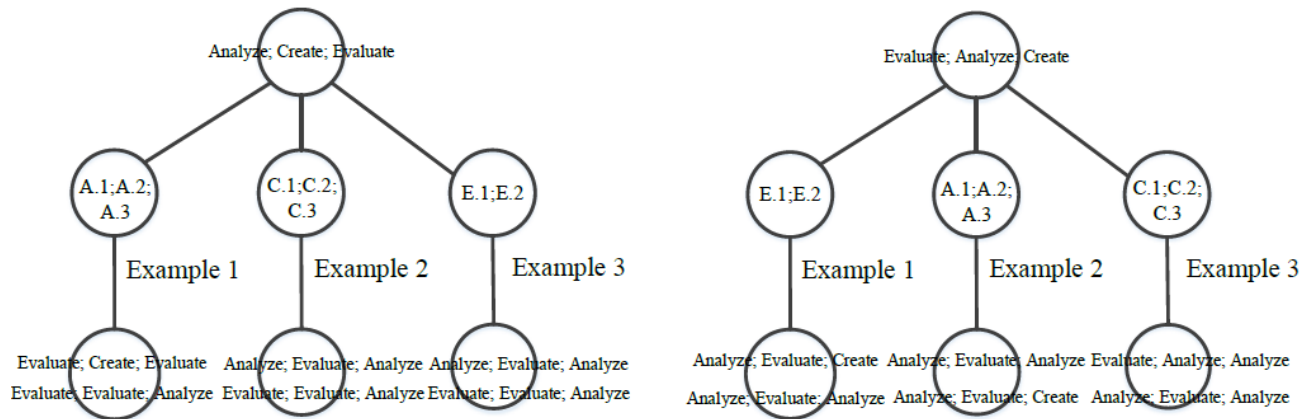 Analyze; Create; Evaluate
A.1;A.2;
A.3
C.1;C.2;
C.3
E.1;E.2
Example 1
Example 2
Example 3
Evaluate; Create; Evaluate
Evaluate; Evaluate; Analyze
Analyze; Evaluate; Analyze
Evaluate; Evaluate; Analyze
Analyze; Evaluate; Analyze
Evaluate; Evaluate; Analyze
Evaluate; Analyze; Create
E.1;E.2
A.1;A.2;
A.3
C.1;C.2;
C.3
Example 1
Example 2
Example 3
Analyze; Evaluate; Create
Analyze; Evaluate; Analyze
Analyze; Evaluate; Analyze
Analyze; Evaluate; Create
Evaluate; Analyze; Analyze
Analyze; Evaluate; Analyze